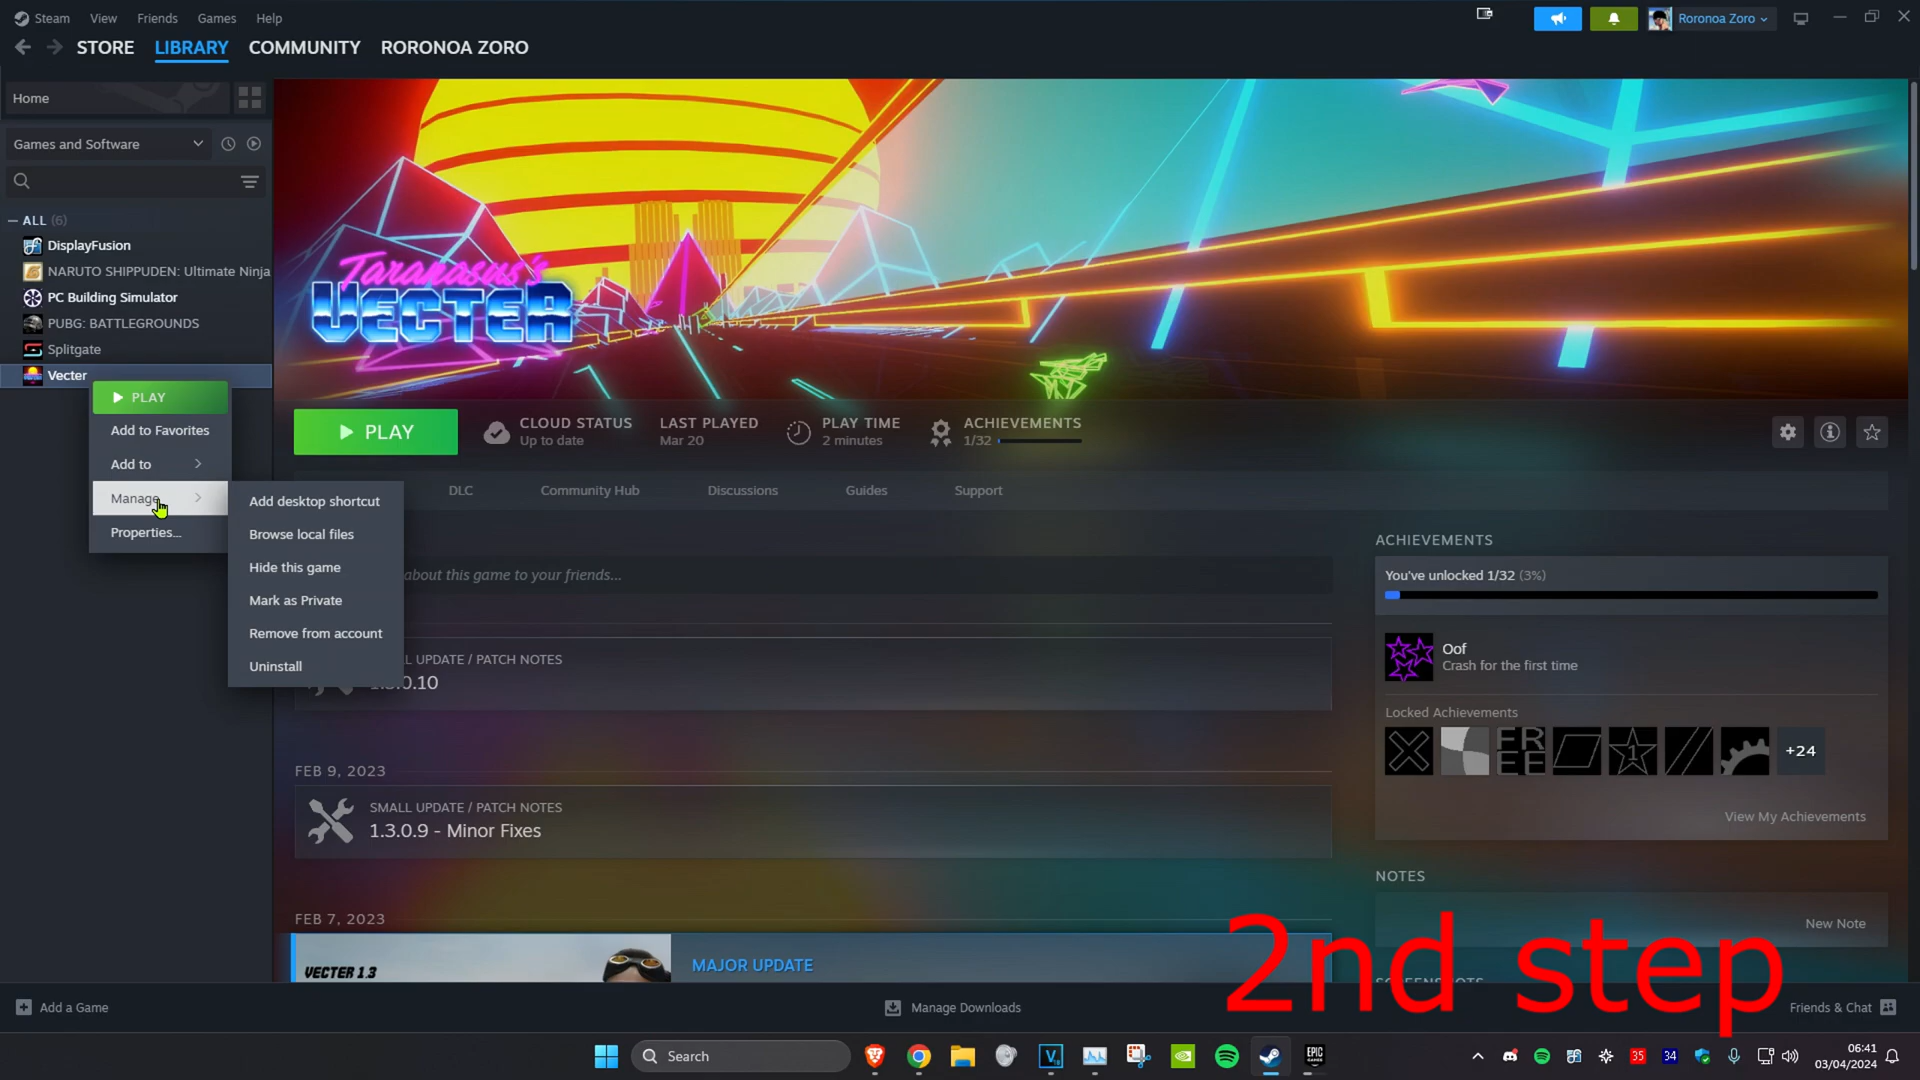 Steam View Friends Games Help Roronoa Zoro
STORE LIBRARY COMMUNITY RORONOA ZORO
Home
Games and Software
ALL (6)
DisplayFusion
NARUTO SHIPPUDEN: Ultimate Ninja
PC Building Simulator
PUBG: BATTLEGROUNDS
Splitgate
Vecter
PLAY
Add to Favorites
Add to
Manage
Properties...
Add desktop shortcut
Browse local files
Hide this game
Mark as Private
Remove from account
Uninstall
Taranasus's
VECTER
PLAY
CLOUD STATUS
Up to date
LAST PLAYED
Mar 20
PLAY TIME
2 minutes
ACHIEVEMENTS
1/32
DLC Community Hub Discussions Guides Support
about this game to your friends...
UPDATE / PATCH NOTES
FEB 9, 2023
SMALL UPDATE / PATCH NOTES
1.3.0.9 - Minor Fixes
FEB 7, 2023
VECTER 1.3
MAJOR UPDATE
ACHIEVEMENTS
You've unlocked 1/32 (3%)
Oof
Crash for the first time
Locked Achievements
FREE
1
+24
View My Achievements
NOTES
New Note
2nd step
Add a Game Manage Downloads Friends & Chat
Search
EPIC GAMES
35 34
06:41
03/04/2024